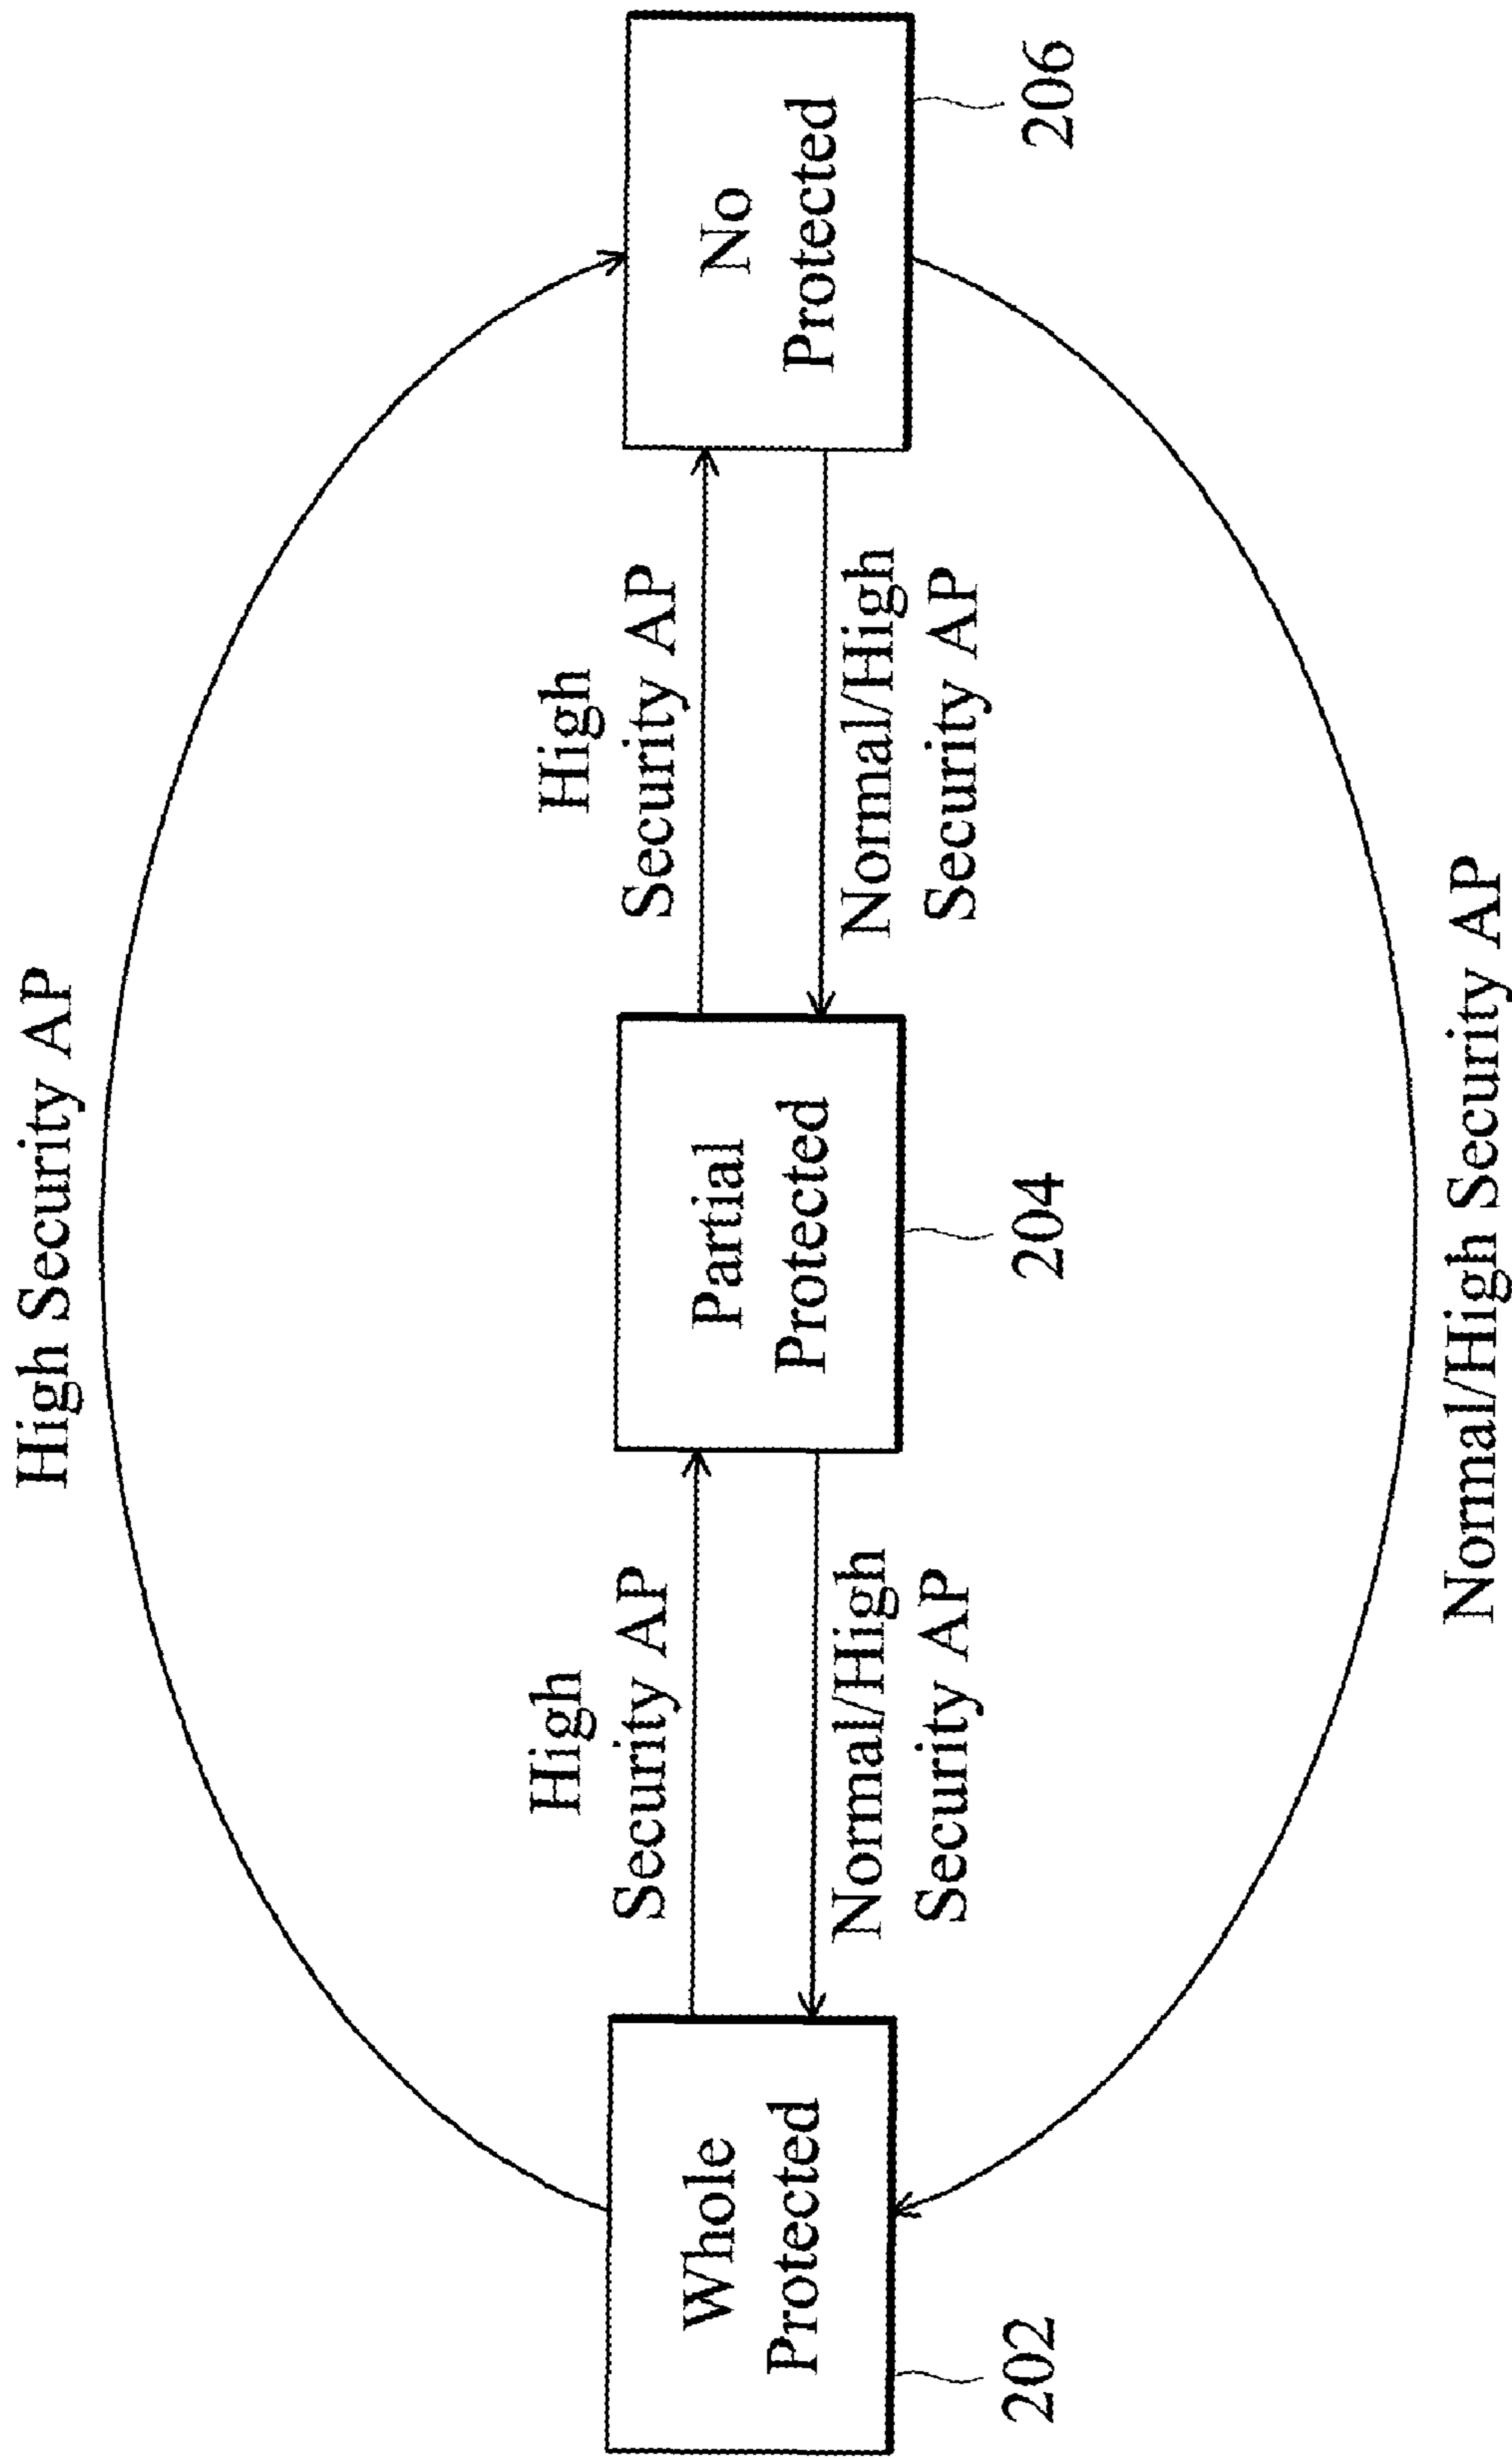 High Security AP
High
Security AP
High
Security AP
Whole
Protected
Partial
Protected
No
Protected
Normal/High
Security AP
Normal/High
Security AP
202
204
206
Normal/High Security AP